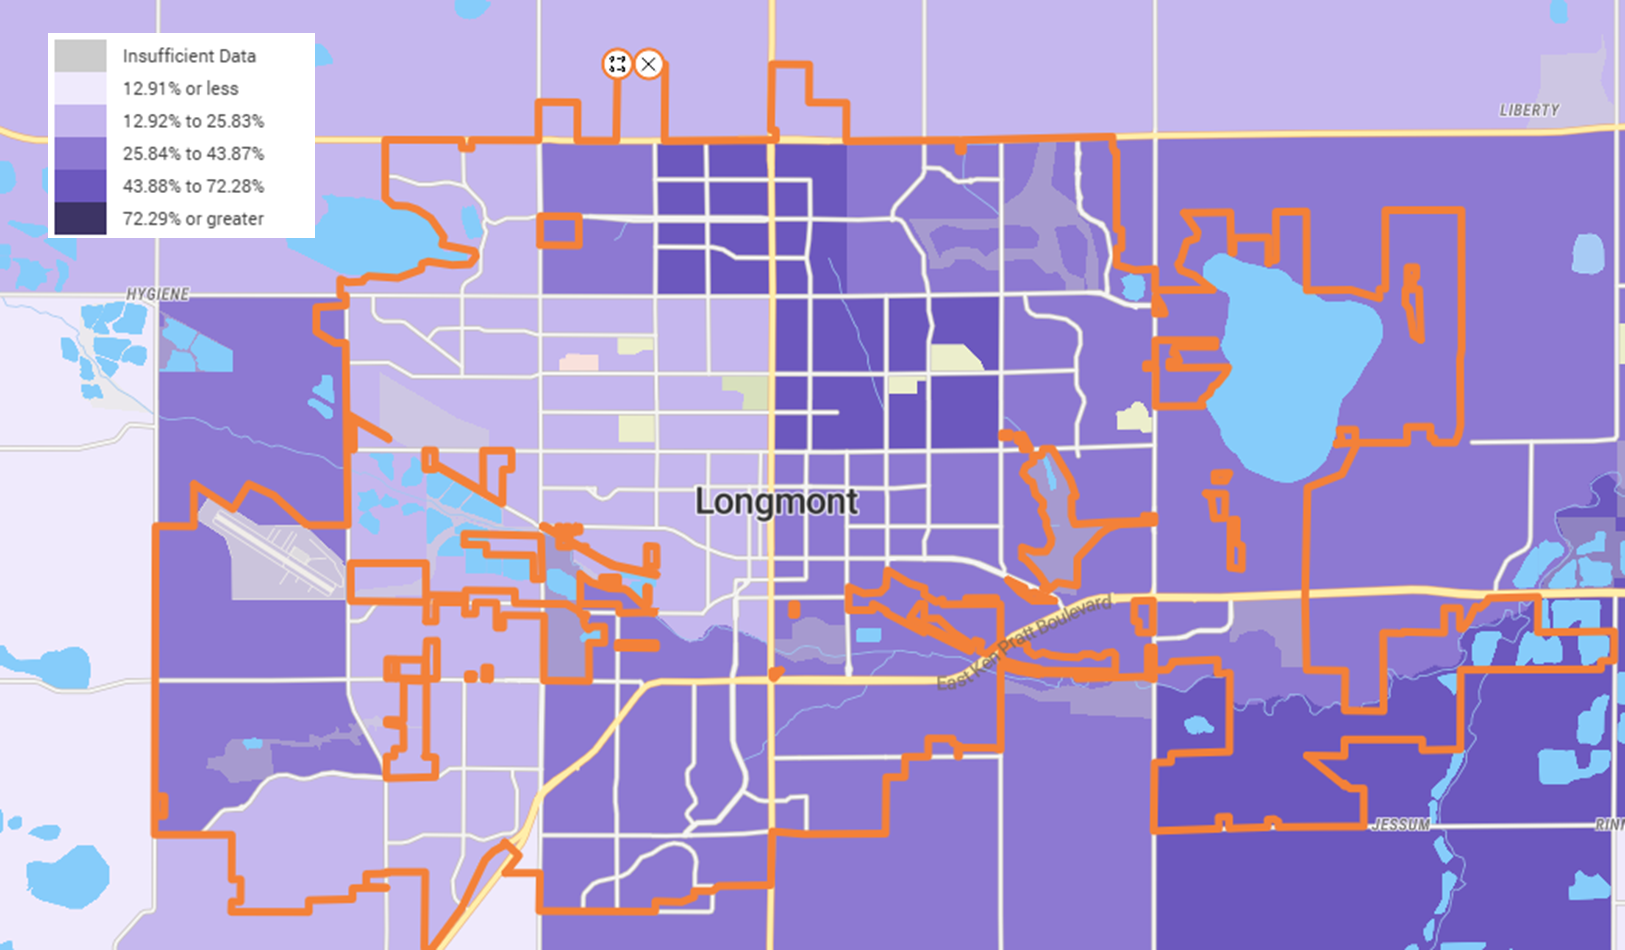 Insufficient Data
12.91% or less
12.92% to 25.83%
25.84% to 43.87%
43.88% to 72.28%
72.29% or greater
LIBERTY
HYGIENE
Longmont
East Ken Pratt Boulevard
JESSUM
RINN